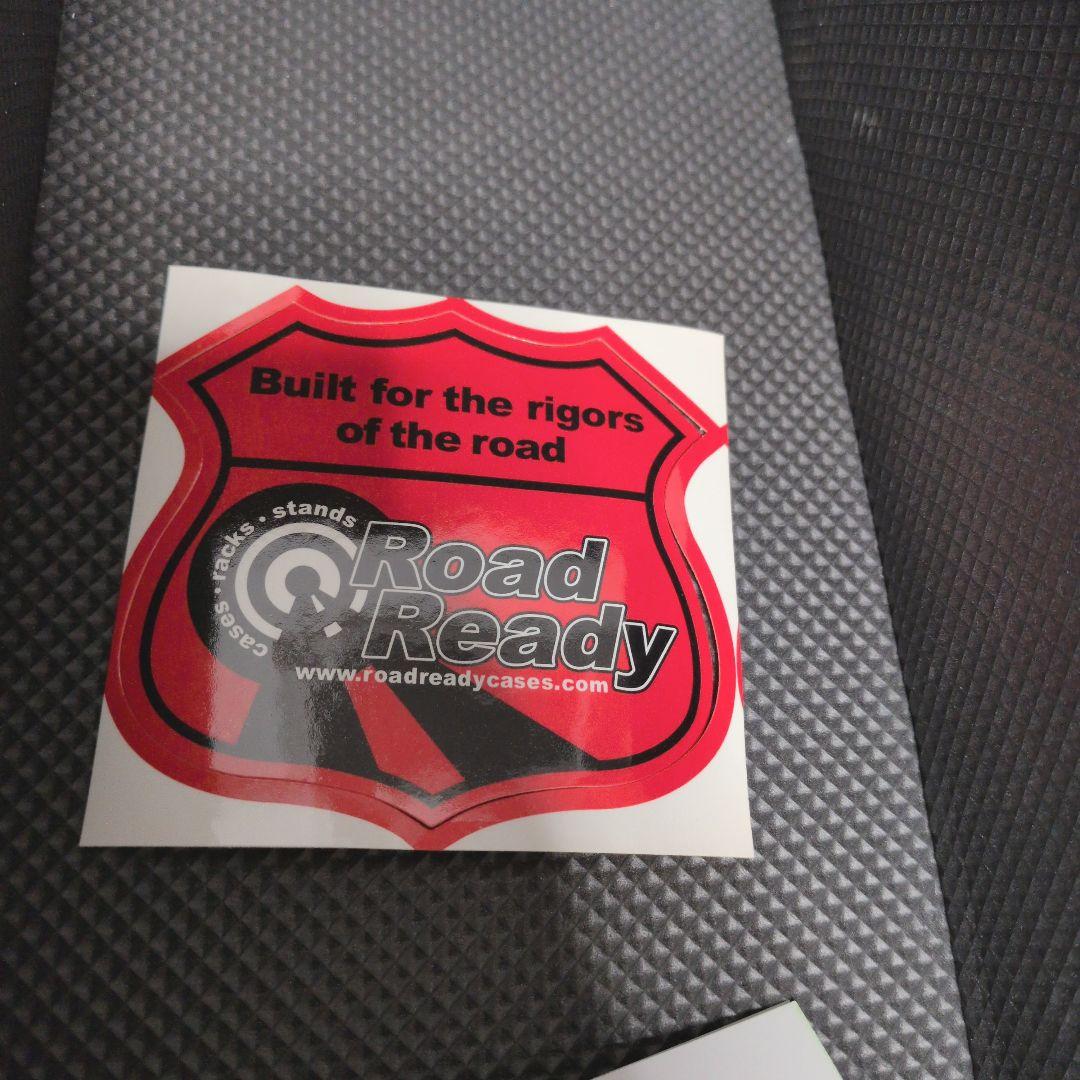 Built for the rigors
of the road
cases • racks • stands
Road
Ready
www.roadreadycases.com